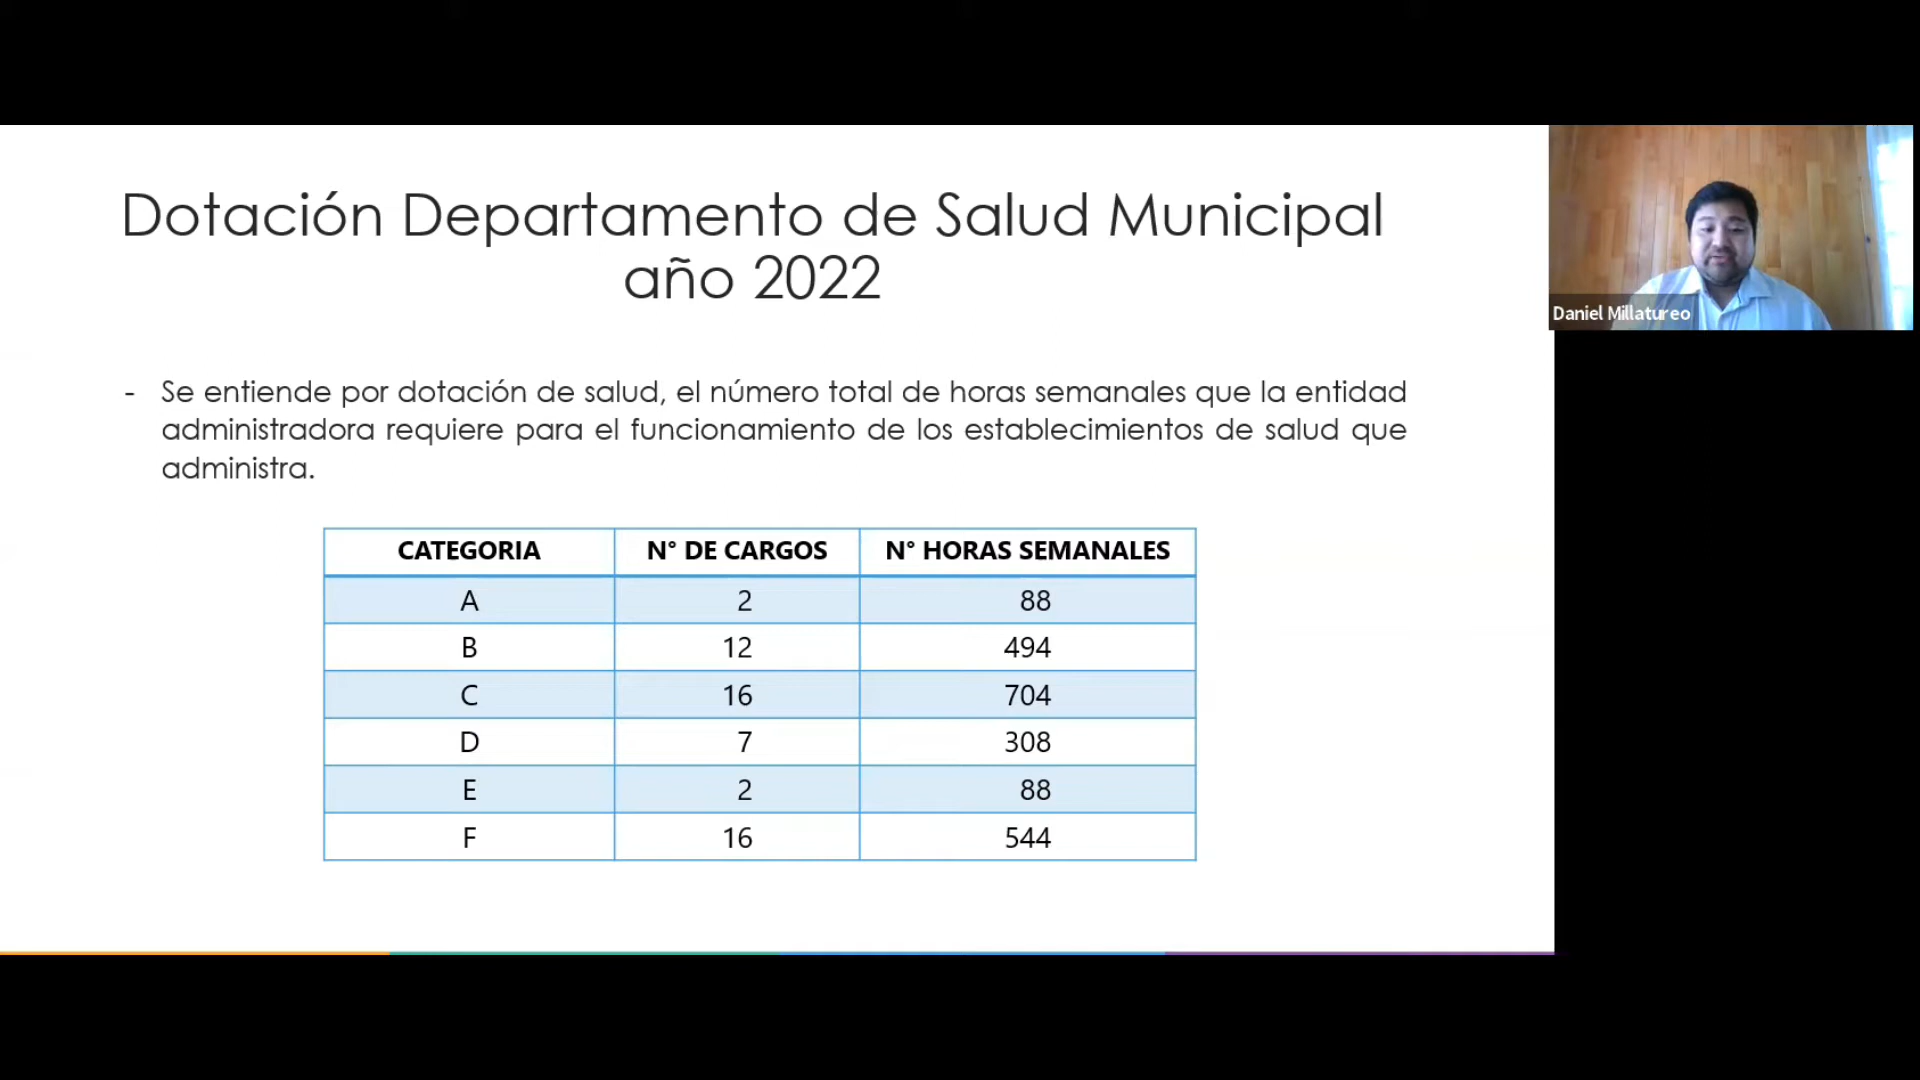 Dotación Departamento de Salud Municipal
año 2022
Daniel Millatureo
- Se entiende por dotación de salud, el número total de horas semanales que la entidad
administradora requiere para el funcionamiento de los establecimientos de salud que
administra.
CATEGORIA N° DE CARGOS N° HORAS SEMANALES
A 2 88
B 12 494
C 16 704
D 7 308
E 2 88
F 16 544